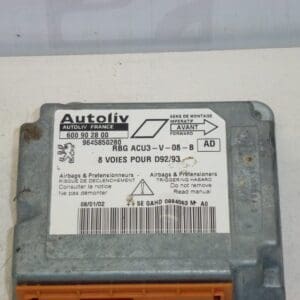 Autoliv
AUTOLIV FRANCE
600 90 28 00
9645850280
SENS DE MONTAGE
IMPERATIF
AVANT
FORWARD
RBG ACU3-V-08-B
AD
8 VOIES POUR D92/93
Airbags & Pretensionneurs
RISQUE DE DECLENCHEMENT
Consulter la notice
Ne pas démonter
Airbags & Pretensioners
TRIGGERING HAZARD
Do not remove
Read manual
08/01/02